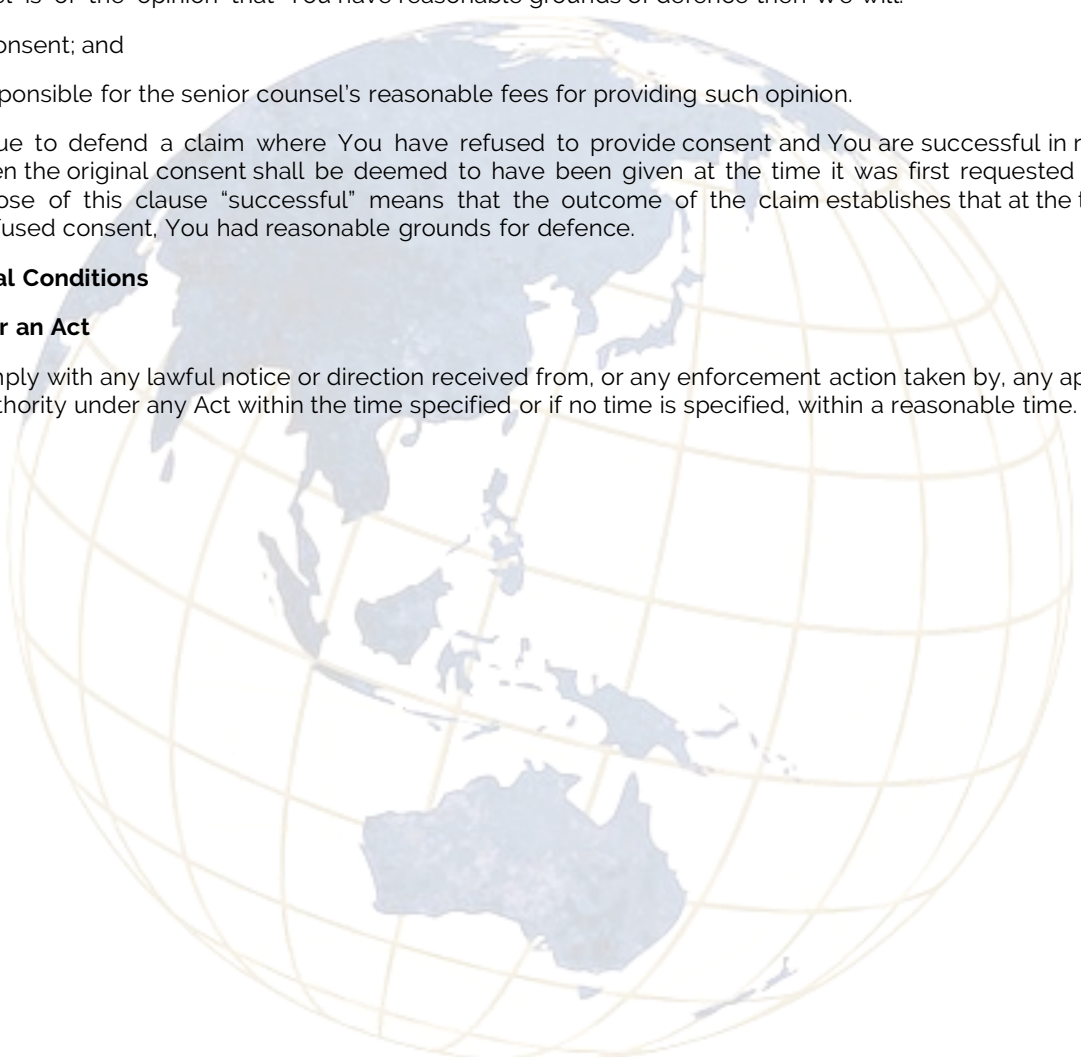 is of the opinion that You have reasonable grounds of defence then We will:
onsent; and
ponsible for the senior counsel's reasonable fees for providing such opinion.
ue to defend a claim where You have refused to provide consent and You are successful in
en the original consent shall be deemed to have been given at the time it was first requested
ose of this clause “successful” means that the outcome of the claim establishes that at the t
fused consent, You had reasonable grounds for defence.
al Conditions
r an Act
mply with any lawful notice or direction received from, or any enforcement action taken by, any ap
thority under any Act within the time specified or if no time is specified, within a reasonable time.